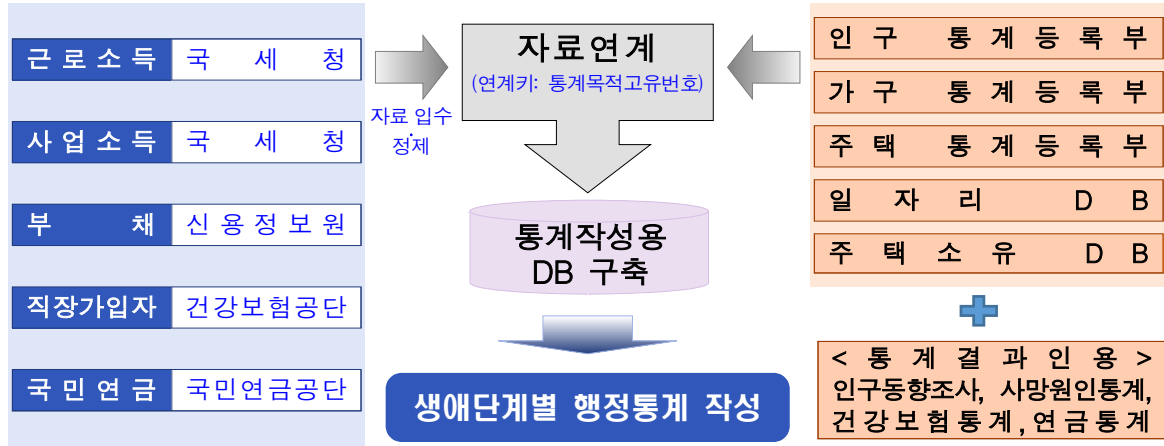 근로소득 국세청
사업소득 국세청
부채 신용정보원
직장가입자 건강보험공단
국민연금 국민연금공단
자료 입수
·
정제
자료연계
(연계키: 통계목적고유번호)
통계작성용
DB 구축
생애단계별 행정통계 작성
인구 통계등록부
가구 통계등록부
주택 통계등록부
일자리 DB
주택소유 DB
<통계결과인용>
인구동향조사, 사망원인통계,
건강보험통계, 연금통계